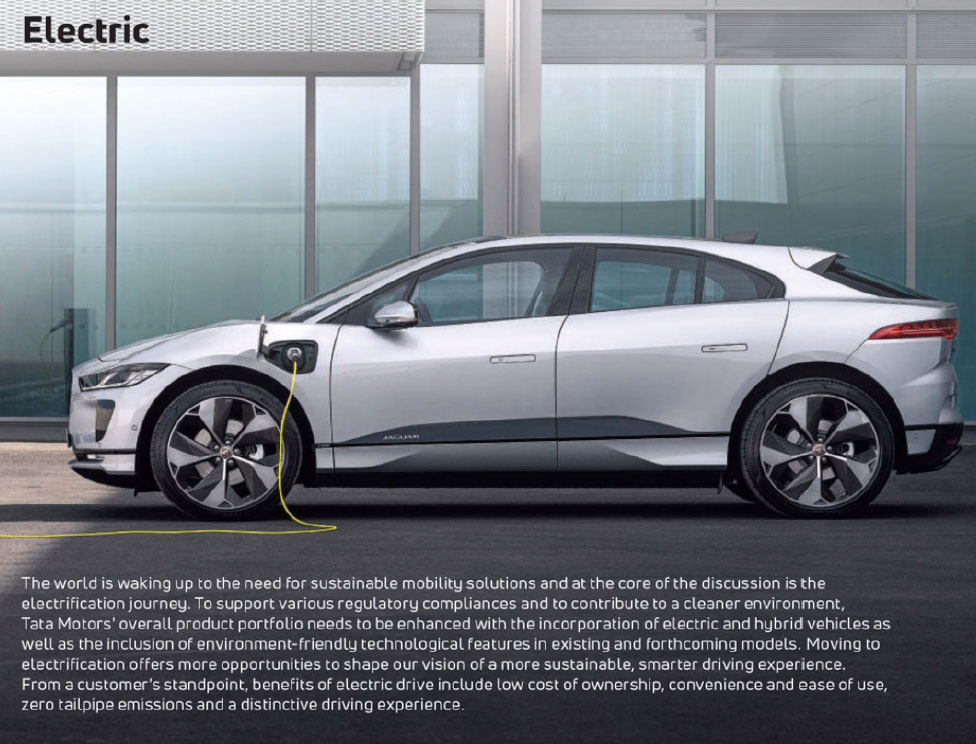 Electric
JAGUAR
The world is waking up to the need for sustainable mobility solutions and at the core of the discussion is the
electrification journey. To support various regulatory compliances and to contribute to a cleaner environment,
Tata Motors' overall product portfolio needs to be enhanced with the incorporation of electric and hybrid vehicles as
well as the inclusion of environment-friendly technological features in existing and forthcoming models. Moving to
electrification offers more opportunities to shape our vision of a more sustainable, smarter driving experience.
From a customer's standpoint, benefits of electric drive include low cost of ownership, convenience and ease of use,
zero tailpipe emissions and a distinctive driving experience.